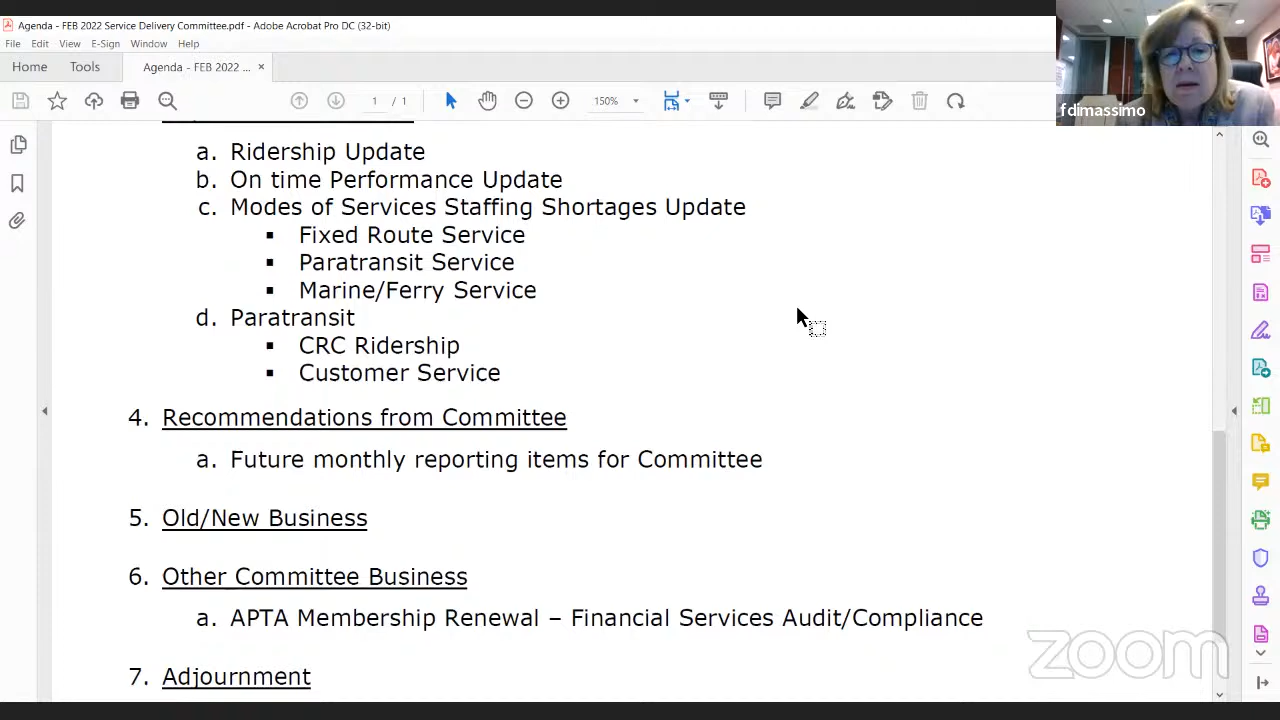 Agenda - FEB 2022 Service Delivery Committee.pdf - Adobe Acrobat Pro DC (32-bit)
File Edit View E-Sign Window Help
Home Tools Agenda - FEB 2022 ... ×
1 / 1 150%
fdimassimo
a. Ridership Update
b. On time Performance Update
c. Modes of Services Staffing Shortages Update
▪ Fixed Route Service
▪ Paratransit Service
▪ Marine/Ferry Service
d. Paratransit
▪ CRC Ridership
▪ Customer Service
4. Recommendations from Committee
a. Future monthly reporting items for Committee
5. Old/New Business
6. Other Committee Business
a. APTA Membership Renewal – Financial Services Audit/Compliance
zoom
7. Adjournment